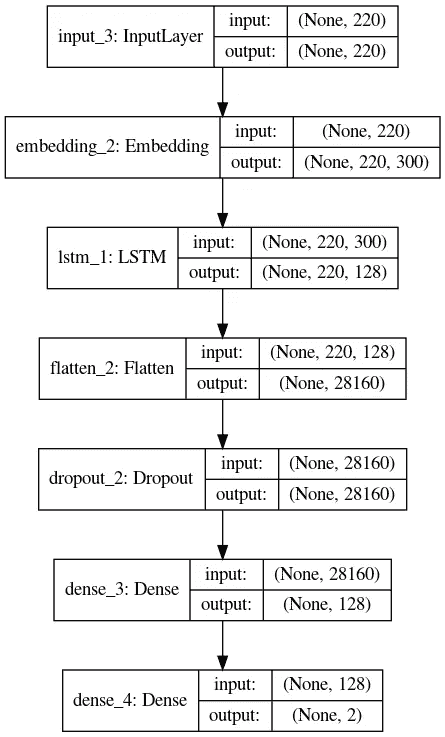 input_3: InputLayer
input: (None, 220)
output: (None, 220)
embedding_2: Embedding
input: (None, 220)
output: (None, 220, 300)
lstm_1: LSTM
input: (None, 220, 300)
output: (None, 220, 128)
flatten_2: Flatten
input: (None, 220, 128)
output: (None, 28160)
dropout_2: Dropout
input: (None, 28160)
output: (None, 28160)
dense_3: Dense
input: (None, 28160)
output: (None, 128)
dense_4: Dense
input: (None, 128)
output: (None, 2)